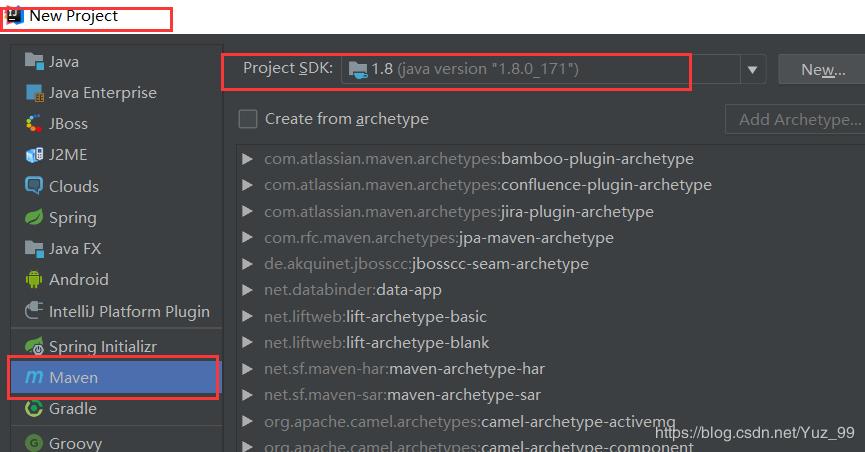 New Project
Java
Project SDK: 1.8 (java version "1.8.0_171") New...
Java Enterprise
JBoss
Create from archetype Add Archetype...
J2ME
com.atlassian.maven.archetypes:bamboo-plugin-archetype
Clouds
com.atlassian.maven.archetypes:confluence-plugin-archetype
Spring
com.atlassian.maven.archetypes:jira-plugin-archetype
Java FX
com.rfc.maven.archetypes:jpa-maven-archetype
de.akquinet.jbosscc:jbosscc-seam-archetype
Android
net.databinder:data-app
IntelliJ Platform Plugin
net.liftweb:lift-archetype-basic
Spring Initializr
net.liftweb:lift-archetype-blank
m Maven
net.sf.maven-har:maven-archetype-har
net.sf.maven-sar:maven-archetype-sar
Gradle
org.apache.camel.archetypes:camel-archetype-activemq
https://blog.csdn.net/Yuz_99
G Groovy
org.apache.camel.archetypes:camel-archetype-component